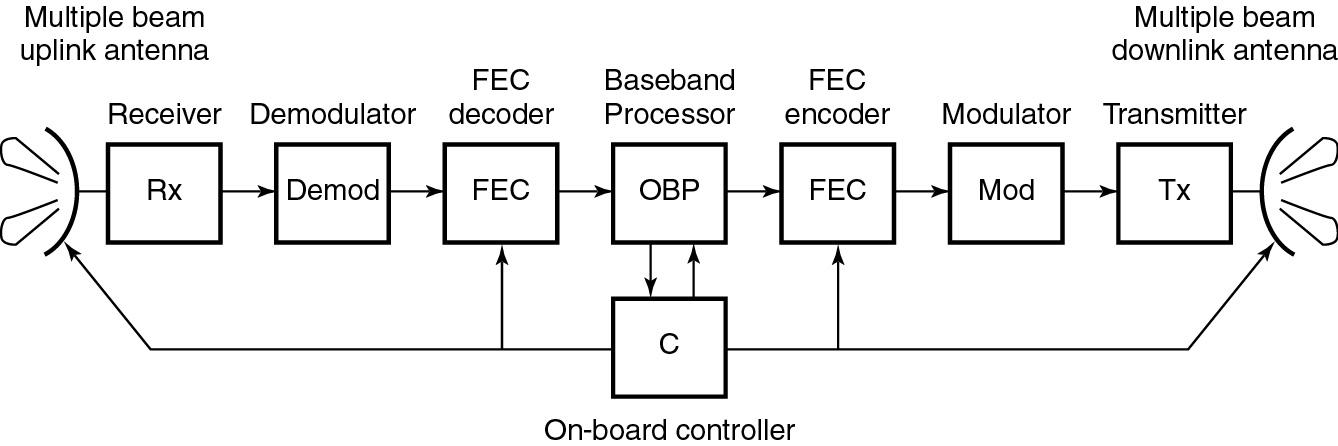 Multiple beam
uplink antenna
Multiple beam
downlink antenna
Receiver
Demodulator
FEC
decoder
Baseband
Processor
FEC
encoder
Modulator
Transmitter
Rx
Demod
FEC
OBP
FEC
Mod
Tx
C
On-board controller